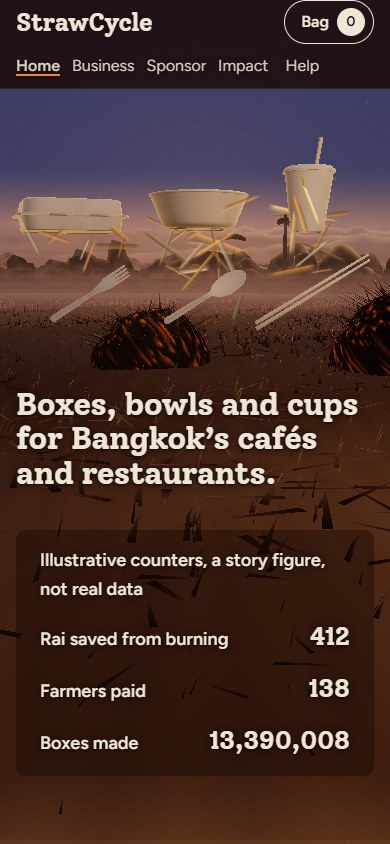 StrawCycle
Bag 0
Home Business Sponsor Impact Help
Boxes, bowls and cups
for Bangkok’s cafés
and restaurants.
Illustrative counters, a story figure,
not real data
Rai saved from burning 412
Farmers paid 138
Boxes made 13,390,008